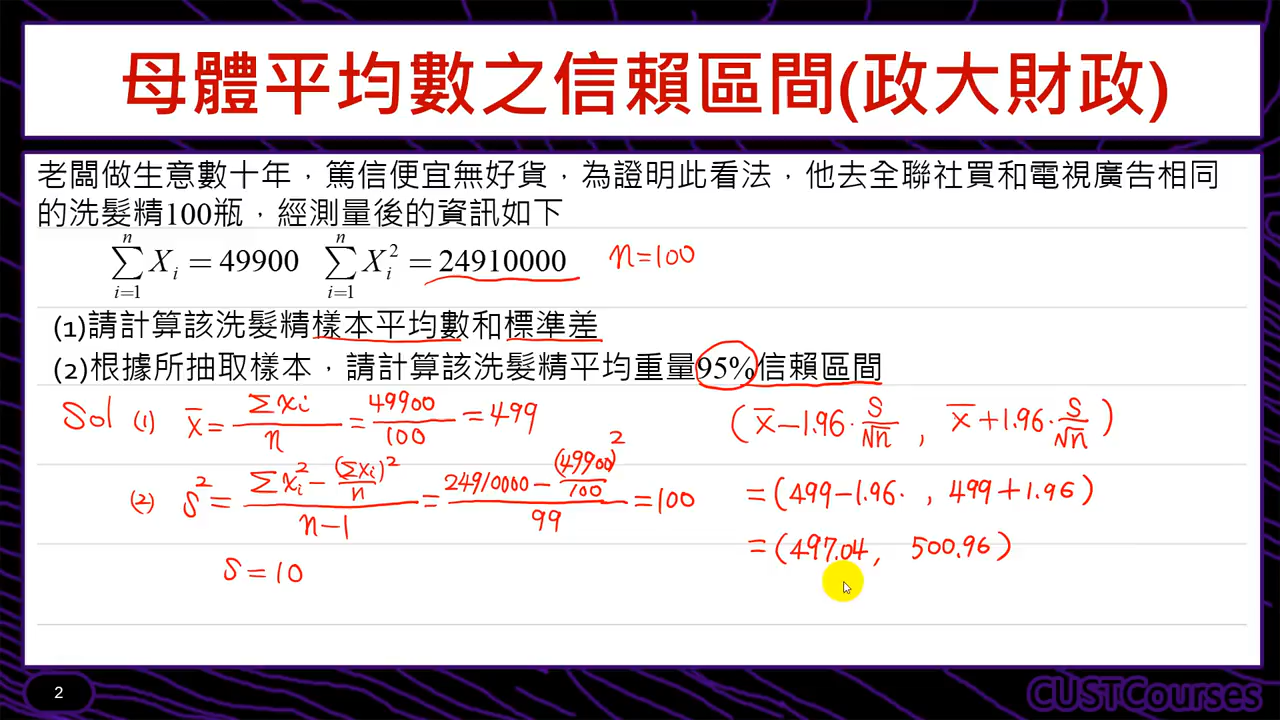 母體平均數之信賴區間(政大財政)
老闆做生意數十年，篤信便宜無好貨，為證明此看法，他去全聯社買和電視廣告相同
的洗髮精100瓶，經測量後的資訊如下
\sum_{i=1}^{n} X_i = 49900 \sum_{i=1}^{n} X_i^2 = 24910000 n=100
(1)請計算該洗髮精樣本平均數和標準差
(2)根據所抽取樣本，請計算該洗髮精平均重量95%信賴區間
Sol (1) x̄ = Σxi / n = 49900 / 100 = 499
(2) S² = (Σxi² − (Σxi)²/n) / (n−1) = (24910000 − (49900)²/100) / 99 = 100
S = 10
(x̄ − 1.96 · S/√n , x̄ + 1.96 · S/√n)
= (499 − 1.96 · , 499 + 1.96)
= (497.04, 500.96)
2
CUSTCourses